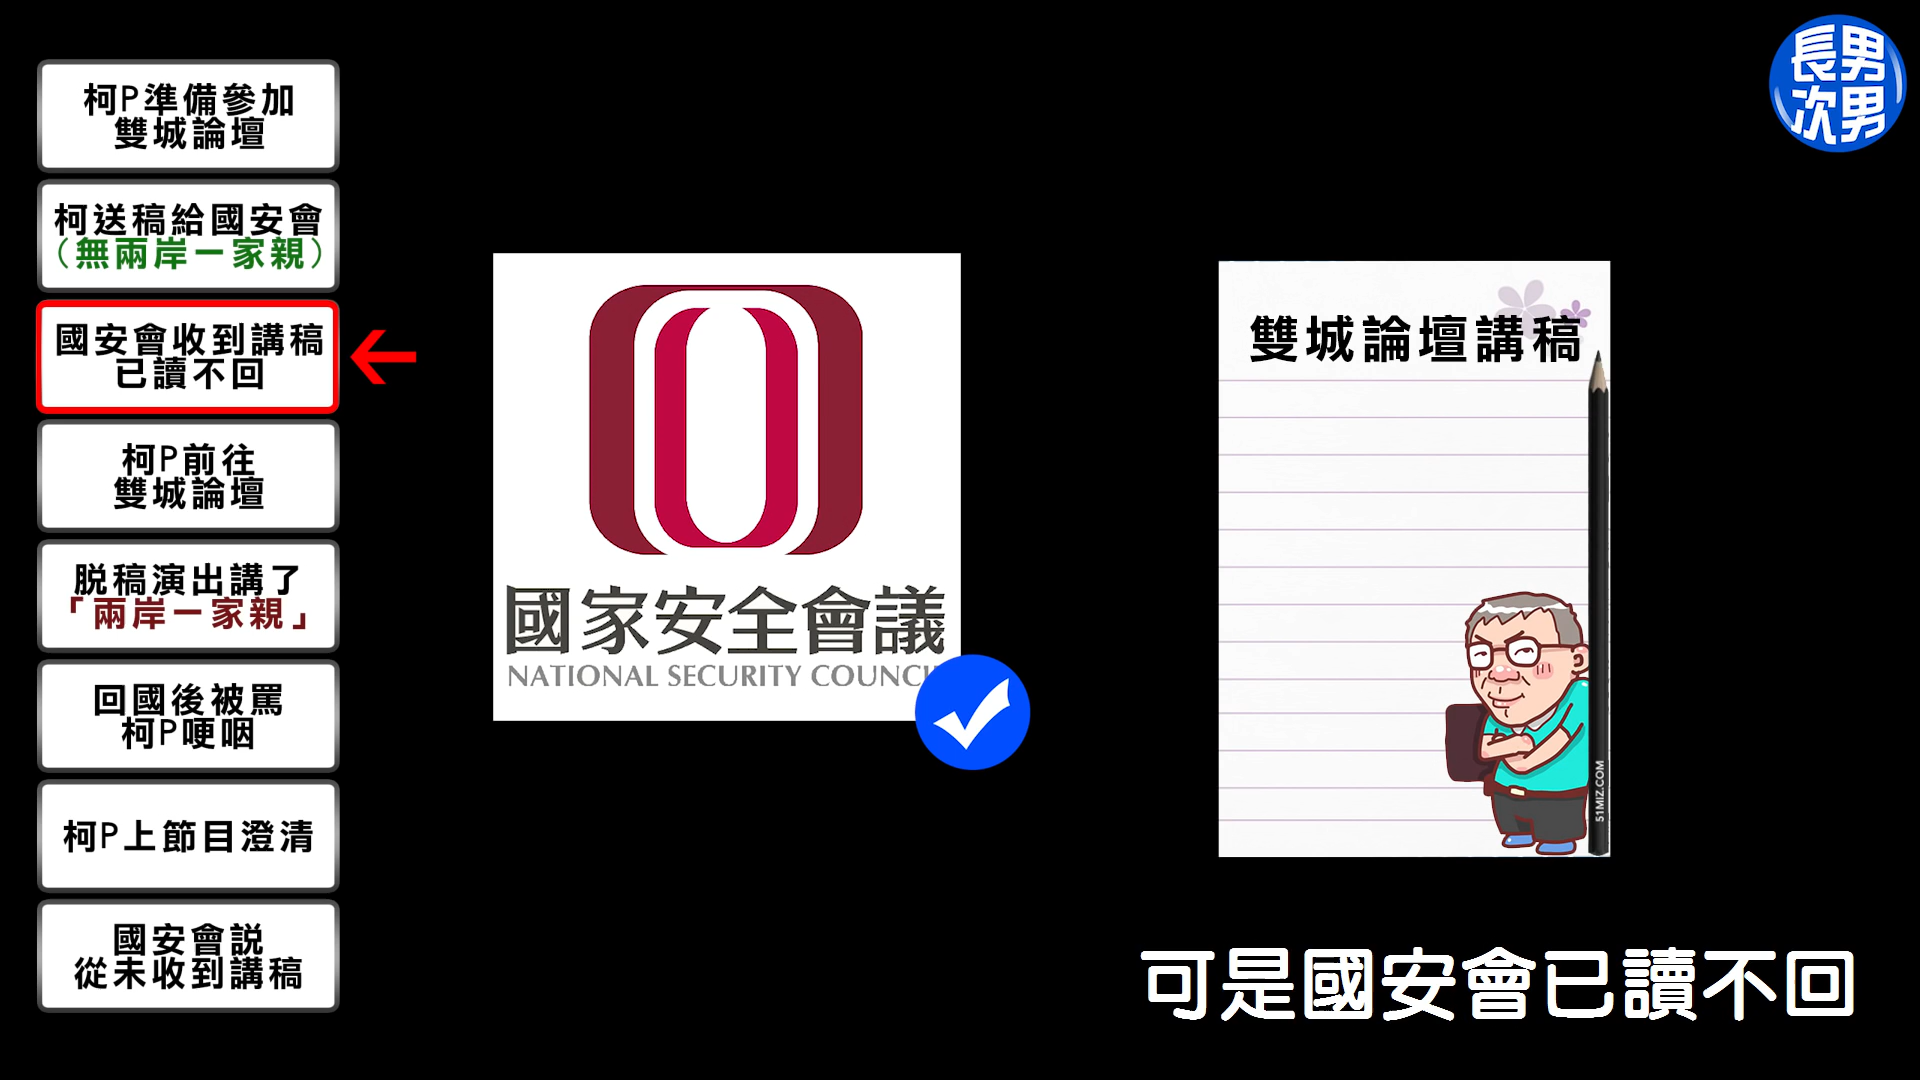 柯P準備參加
雙城論壇
柯送稿給國安會
（無兩岸一家親）
國安會收到講稿
已讀不回
柯P前往
雙城論壇
脱稿演出講了
「兩岸一家親」
回國後被罵
柯P哽咽
柯P上節目澄清
國安會説
從未收到講稿
國家安全會議
NATIONAL SECURITY COUNCI
雙城論壇講稿
51MIZ.COM
長男
次男
可是國安會已讀不回